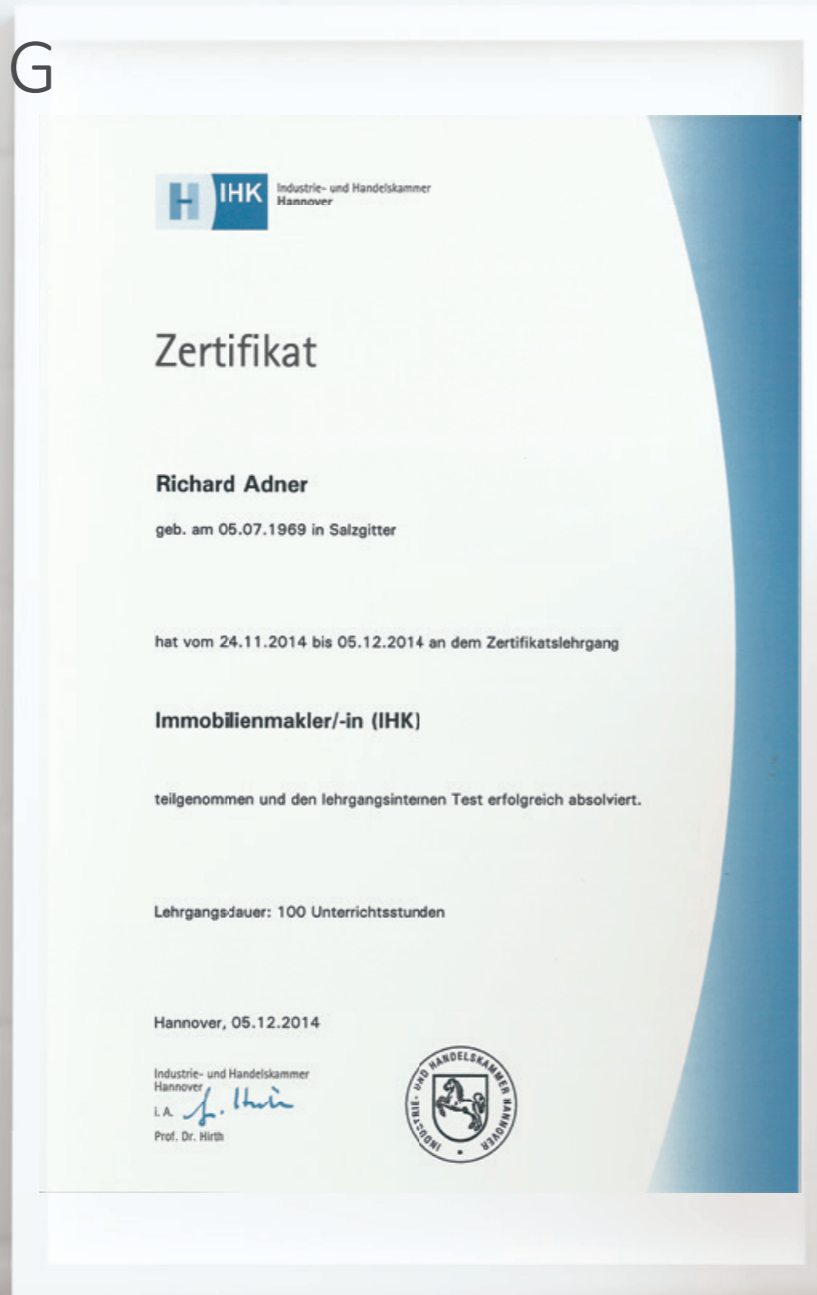 G
H IHK Industrie- und Handelskammer
Hannover
Zertifikat
Richard Adner
geb. am 05.07.1969 in Salzgitter
hat vom 24.11.2014 bis 05.12.2014 an dem Zertifikatslehrgang
Immobilienmakler/-in (IHK)
teilgenommen und den lehrgangsinternen Test erfolgreich absolviert.
Lehrgangsdauer: 100 Unterrichtsstunden
Hannover, 05.12.2014
Industrie- und Handelskammer
Hannover
i. A.
Prof. Dr. Hirth
INDUSTRIE- UND HANDELSKAMMER HANNOVER